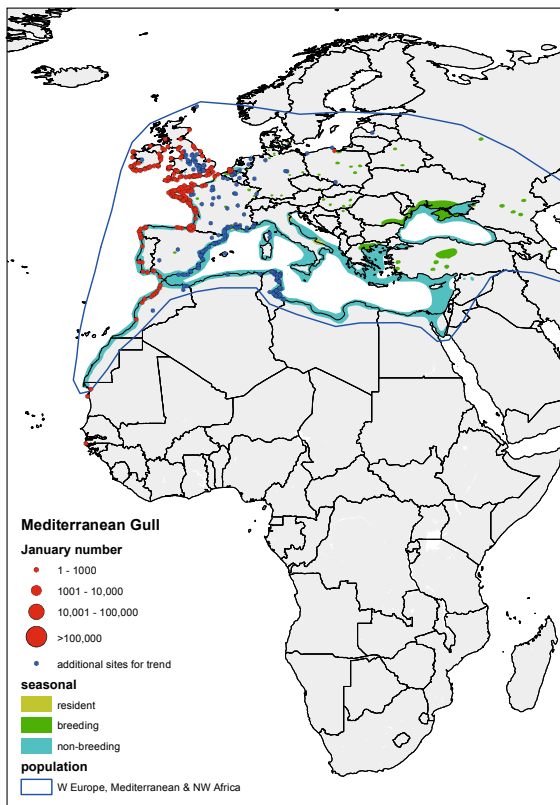 Mediterranean Gull
January number
1 - 1000
1001 - 10,000
10,001 - 100,000
>100,000
additional sites for trend
seasonal
resident
breeding
non-breeding
population
W Europe, Mediterranean & NW Africa